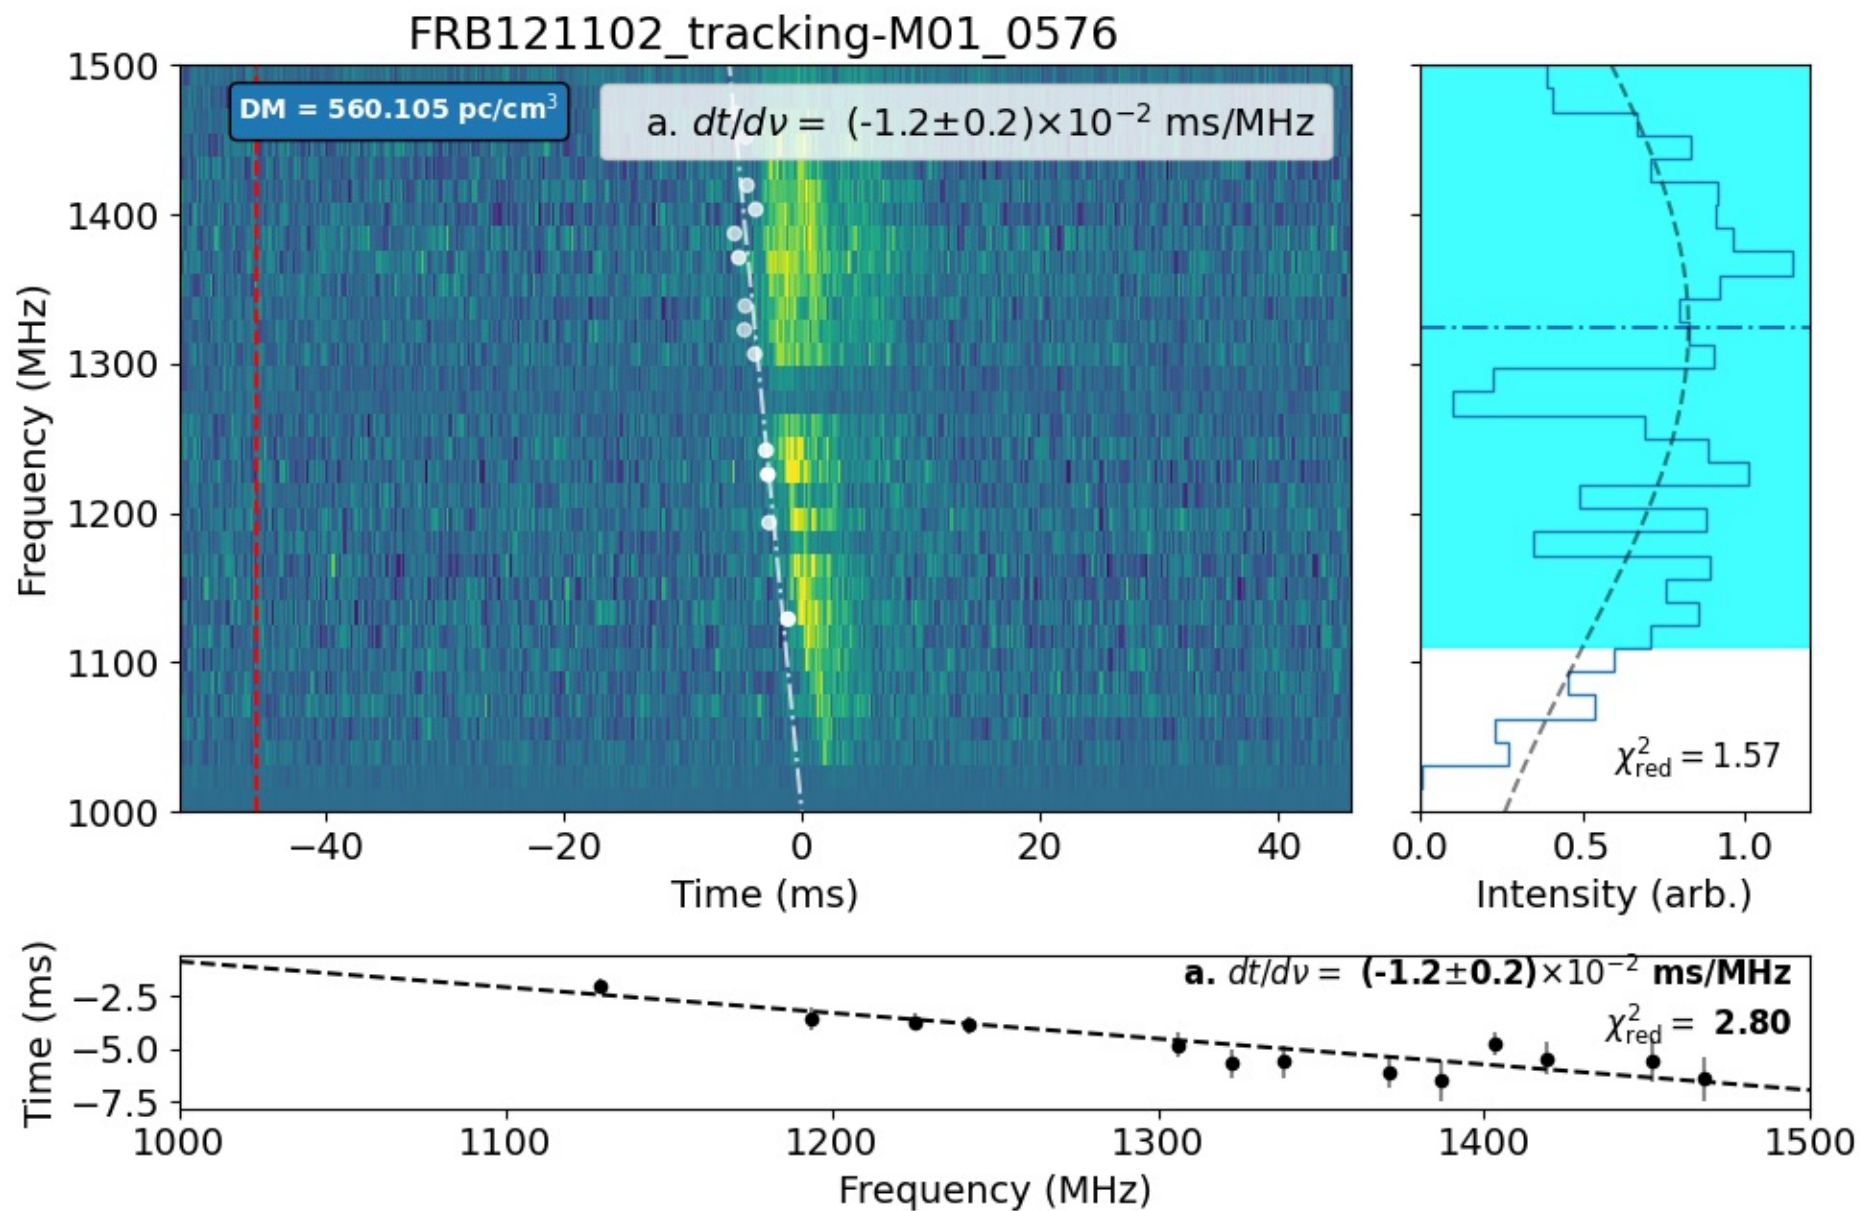 FRB121102_tracking-M01_0576
DM = 560.105 pc/cm³
a. dt/dν = (-1.2±0.2)×10⁻² ms/MHz
1500
1400
1300
1200
1100
1000
Frequency (MHz)
−40 −20 0 20 40
Time (ms)
χ²red = 1.57
0.0 0.5 1.0
Intensity (arb.)
a. dt/dν = (-1.2±0.2)×10⁻² ms/MHz
χ²red = 2.80
−2.5
−5.0
−7.5
Time (ms)
1000 1100 1200 1300 1400 1500
Frequency (MHz)